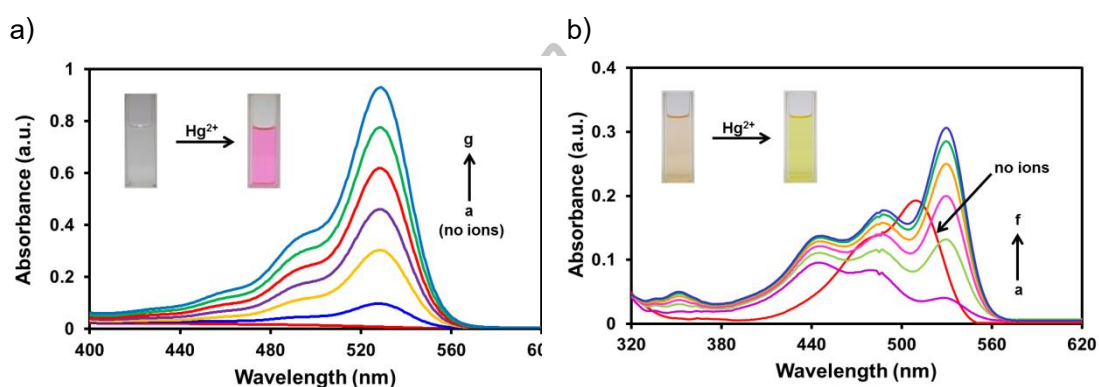 a)
Absorbance (a.u.)
1
0.8
0.6
0.4
0.2
0
400
440
480
520
560
60
Wavelength (nm)
Hg²⁺
g
a
(no ions)
b)
Absorbance (a.u.)
0.4
0.3
0.2
0.1
0
320
380
440
500
560
620
Wavelength (nm)
Hg²⁺
no ions
f
a